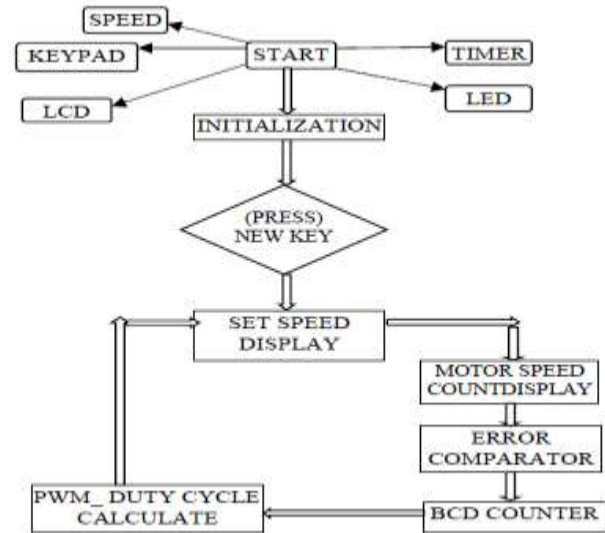 SPEED
KEYPAD
START
TIMER
LCD
LED
INITIALIZATION
(PRESS)
NEW KEY
SET SPEED
DISPLAY
MOTOR SPEED
COUNTDISPLAY
ERROR
COMPARATOR
PWM_ DUTY CYCLE
CALCULATE
BCD COUNTER